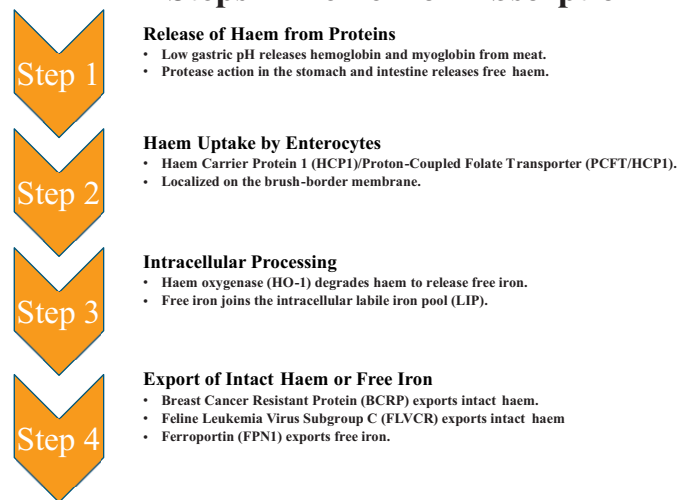 Step 1
Release of Haem from Proteins
• Low gastric pH releases hemoglobin and myoglobin from meat.
• Protease action in the stomach and intestine releases free haem.
Step 2
Haem Uptake by Enterocytes
• Haem Carrier Protein 1 (HCP1)/Proton-Coupled Folate Transporter (PCFT/HCP1).
• Localized on the brush-border membrane.
Step 3
Intracellular Processing
• Haem oxygenase (HO-1) degrades haem to release free iron.
• Free iron joins the intracellular labile iron pool (LIP).
Step 4
Export of Intact Haem or Free Iron
• Breast Cancer Resistant Protein (BCRP) exports intact haem.
• Feline Leukemia Virus Subgroup C (FLVCR) exports intact haem
• Ferroportin (FPN1) exports free iron.